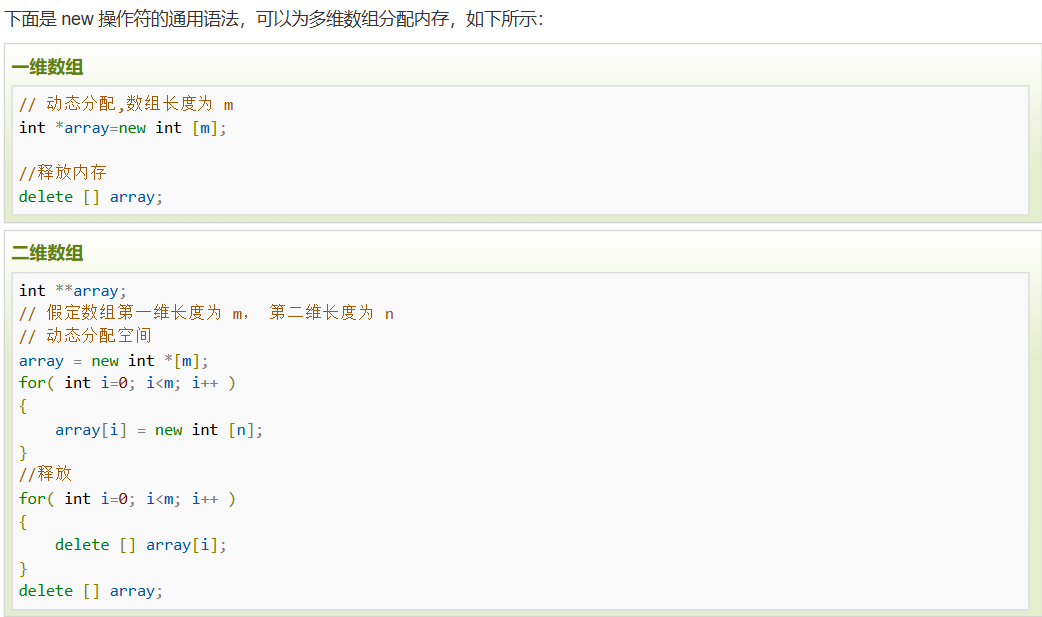 下面是 new 操作符的通用语法，可以为多维数组分配内存，如下所示：
一维数组
// 动态分配,数组长度为 m
int *array=new int [m];
//释放内存
delete [] array;
二维数组
int **array;
// 假定数组第一维长度为 m， 第二维长度为 n
// 动态分配空间
array = new int *[m];
for( int i=0; i<m; i++ )
{
    array[i] = new int [n];
}
//释放
for( int i=0; i<m; i++ )
{
    delete [] array[i];
}
delete [] array;